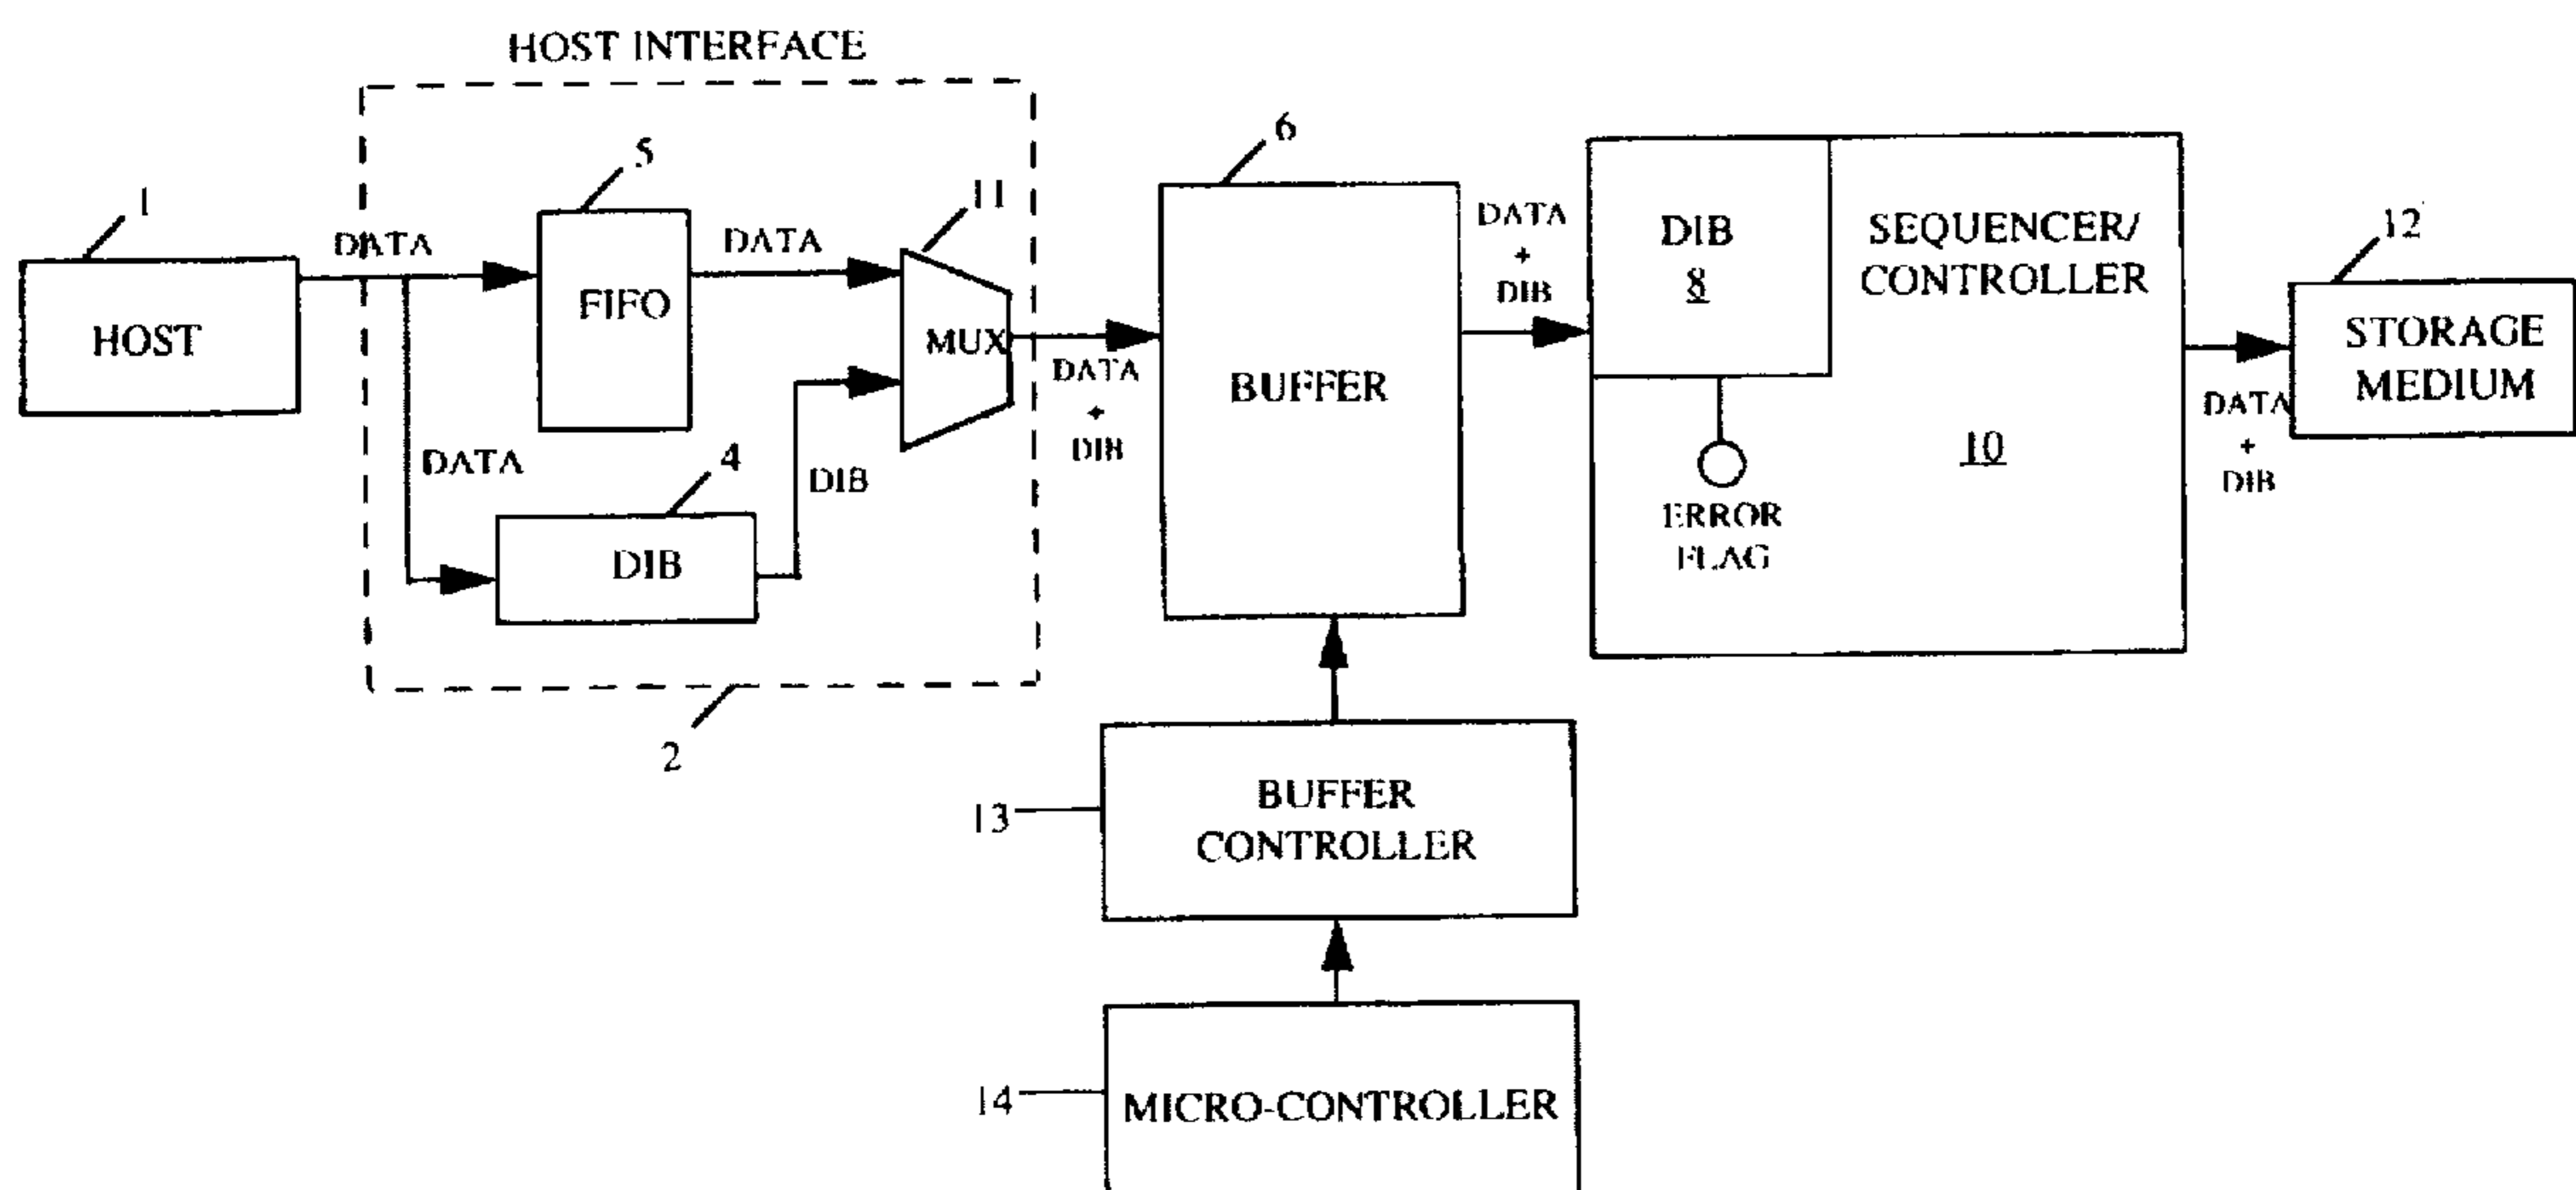 HOST INTERFACE
1
HOST
DATA
5
FIFO
DATA
11
MUX
DATA
4
DIB
DIB
2
DATA
+
DIB
6
BUFFER
DATA
+
DIB
DIB
8
SEQUENCER/
CONTROLLER
10
ERROR
FLAG
DATA
+
DIB
12
STORAGE
MEDIUM
13
BUFFER
CONTROLLER
14
MICRO-CONTROLLER